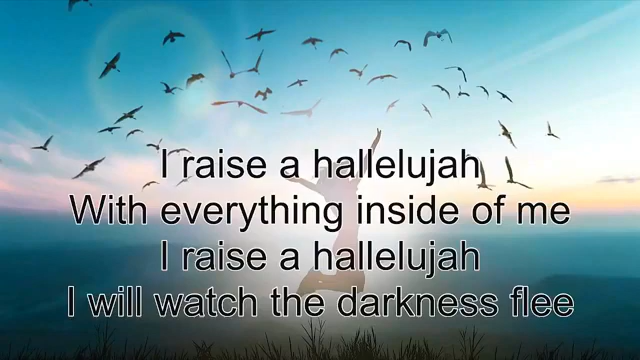 I raise a hallelujah
With everything inside of me
I raise a hallelujah
I will watch the darkness flee